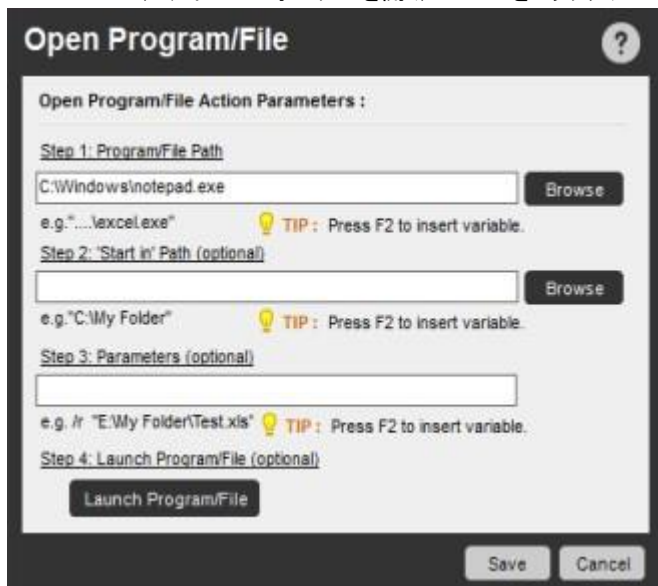 Open Program/File
?
Open Program/File Action Parameters :
Step 1: Program/File Path
C:\Windows\notepad.exe
Browse
e.g."....\excel.exe"
TIP : Press F2 to insert variable.
Step 2: 'Start in' Path (optional)
Browse
e.g."C:\My Folder"
TIP : Press F2 to insert variable.
Step 3: Parameters (optional)
e.g. /r "E:\My Folder\Test.xls"
TIP : Press F2 to insert variable.
Step 4: Launch Program/File (optional)
Launch Program/File
Save
Cancel